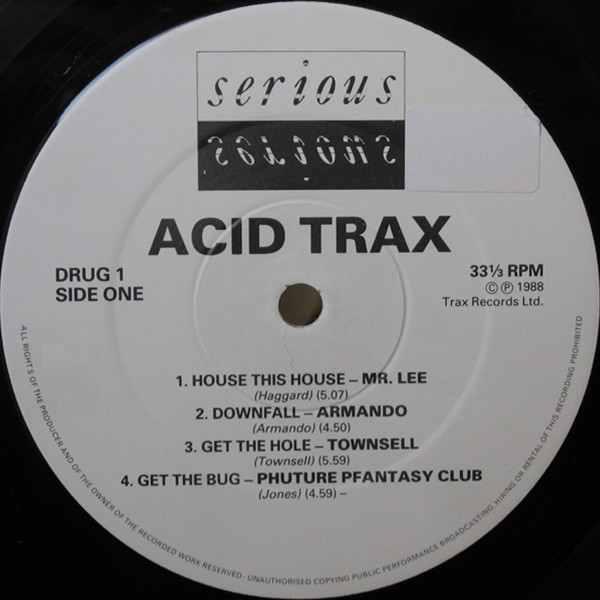 serious
serious
ACID TRAX
DRUG 1
SIDE ONE
33⅓ RPM
Ⓒ Ⓟ 1988
Trax Records Ltd.
1. HOUSE THIS HOUSE – MR. LEE
(Haggard) (5.07)
2. DOWNFALL – ARMANDO
(Armando) (4.50)
3. GET THE HOLE – TOWNSELL
(Townsell) (5.59)
4. GET THE BUG – PHUTURE PFANTASY CLUB
(Jones) (4.59) –
ALL RIGHTS OF THE PRODUCER AND OF THE OWNER OF THE RECORDED WORK RESERVED · UNAUTHORISED COPYING PUBLIC PERFORMANCE BROADCASTING HIRING OR RENTAL OF THIS RECORDING PROHIBITED